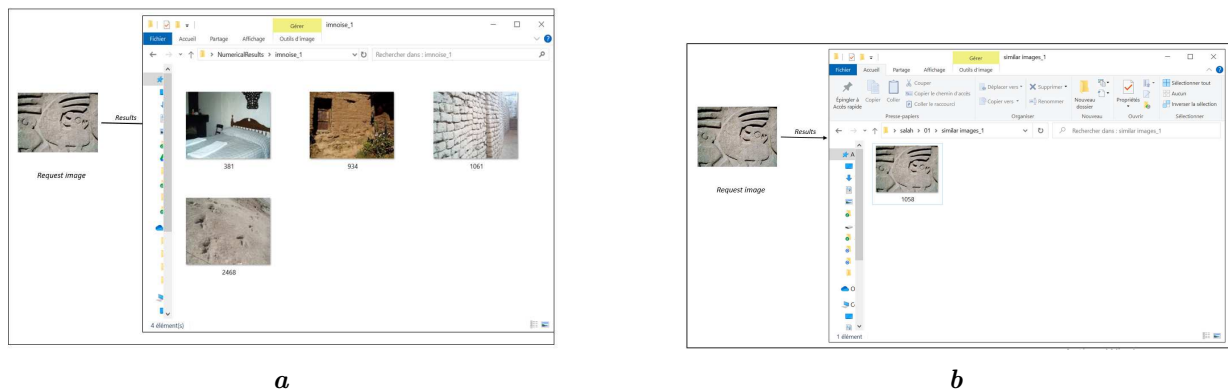 Gérer
imnoise_1
Fichier
Accueil
Partage
Affichage
Outils d'image
NumericalResults > imnoise_1
Rechercher dans : imnoise_1
Results
Request image
381
934
1061
2468
4 élément(s)
a
Gérer
similar images_1
Fichier
Accueil
Partage
Affichage
Outils d'image
Épingler à Accès rapide
Copier
Coller
Couper
Copier le chemin d'accès
Coller le raccourci
Presse-papiers
Déplacer vers
Copier vers
Supprimer
Renommer
Organiser
Nouveau dossier
Nouveau
Propriétés
Ouvrir
Sélectionner tout
Aucun
Inverser la sélection
Sélectionner
salah > 01 > similar images_1
Rechercher dans : similar images_1
Results
Request image
A
1058
O
C
1 élément
b